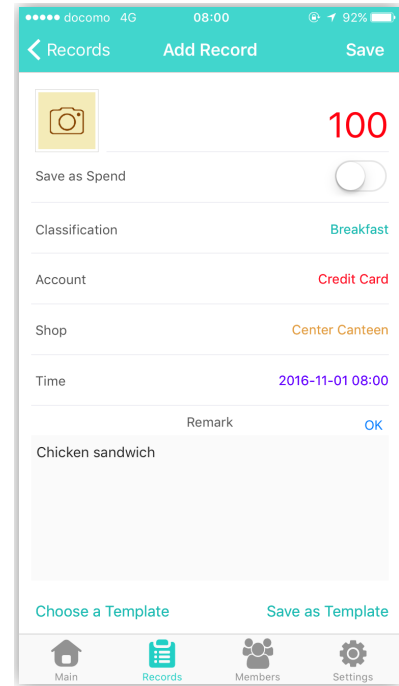 docomo 4G 08:00 92%
Records Add Record Save
100
Save as Spend
Classification Breakfast
Account Credit Card
Shop Center Canteen
Time 2016-11-01 08:00
Remark OK
Chicken sandwich
Choose a Template Save as Template
Main Records Members Settings